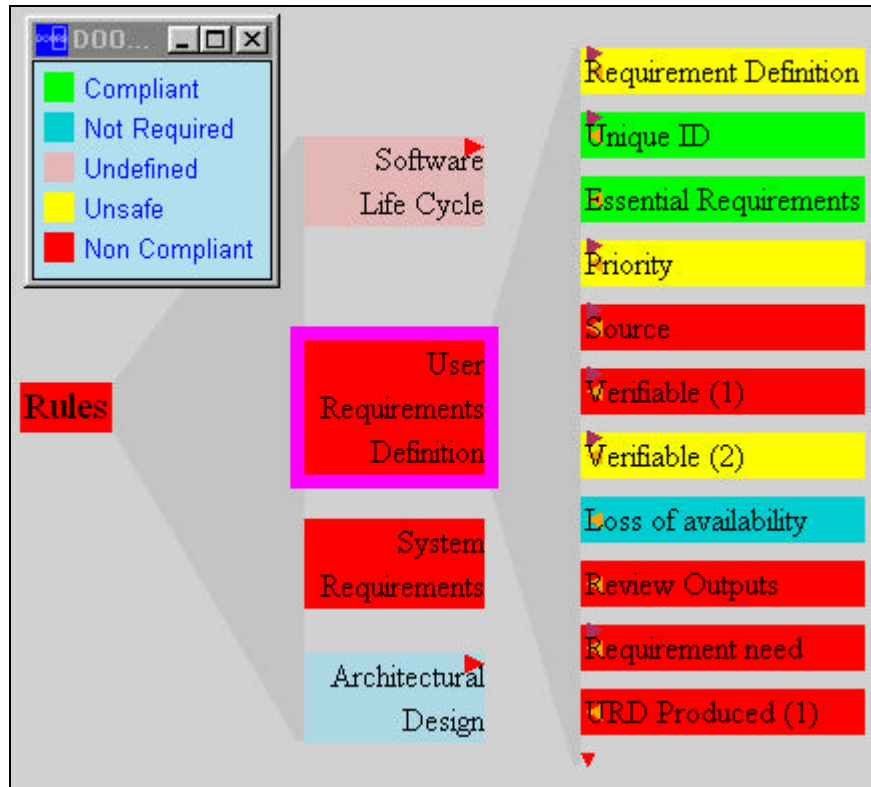 DOO...
Compliant
Not Required
Undefined
Unsafe
Non Compliant
Rules
Software
Life Cycle
User
Requirements
Definition
System
Requirements
Architectural
Design
Requirement Definition
Unique ID
Essential Requirements
Priority
Source
Verifiable (1)
Verifiable (2)
Loss of availability
Review Outputs
Requirement need
URD Produced (1)